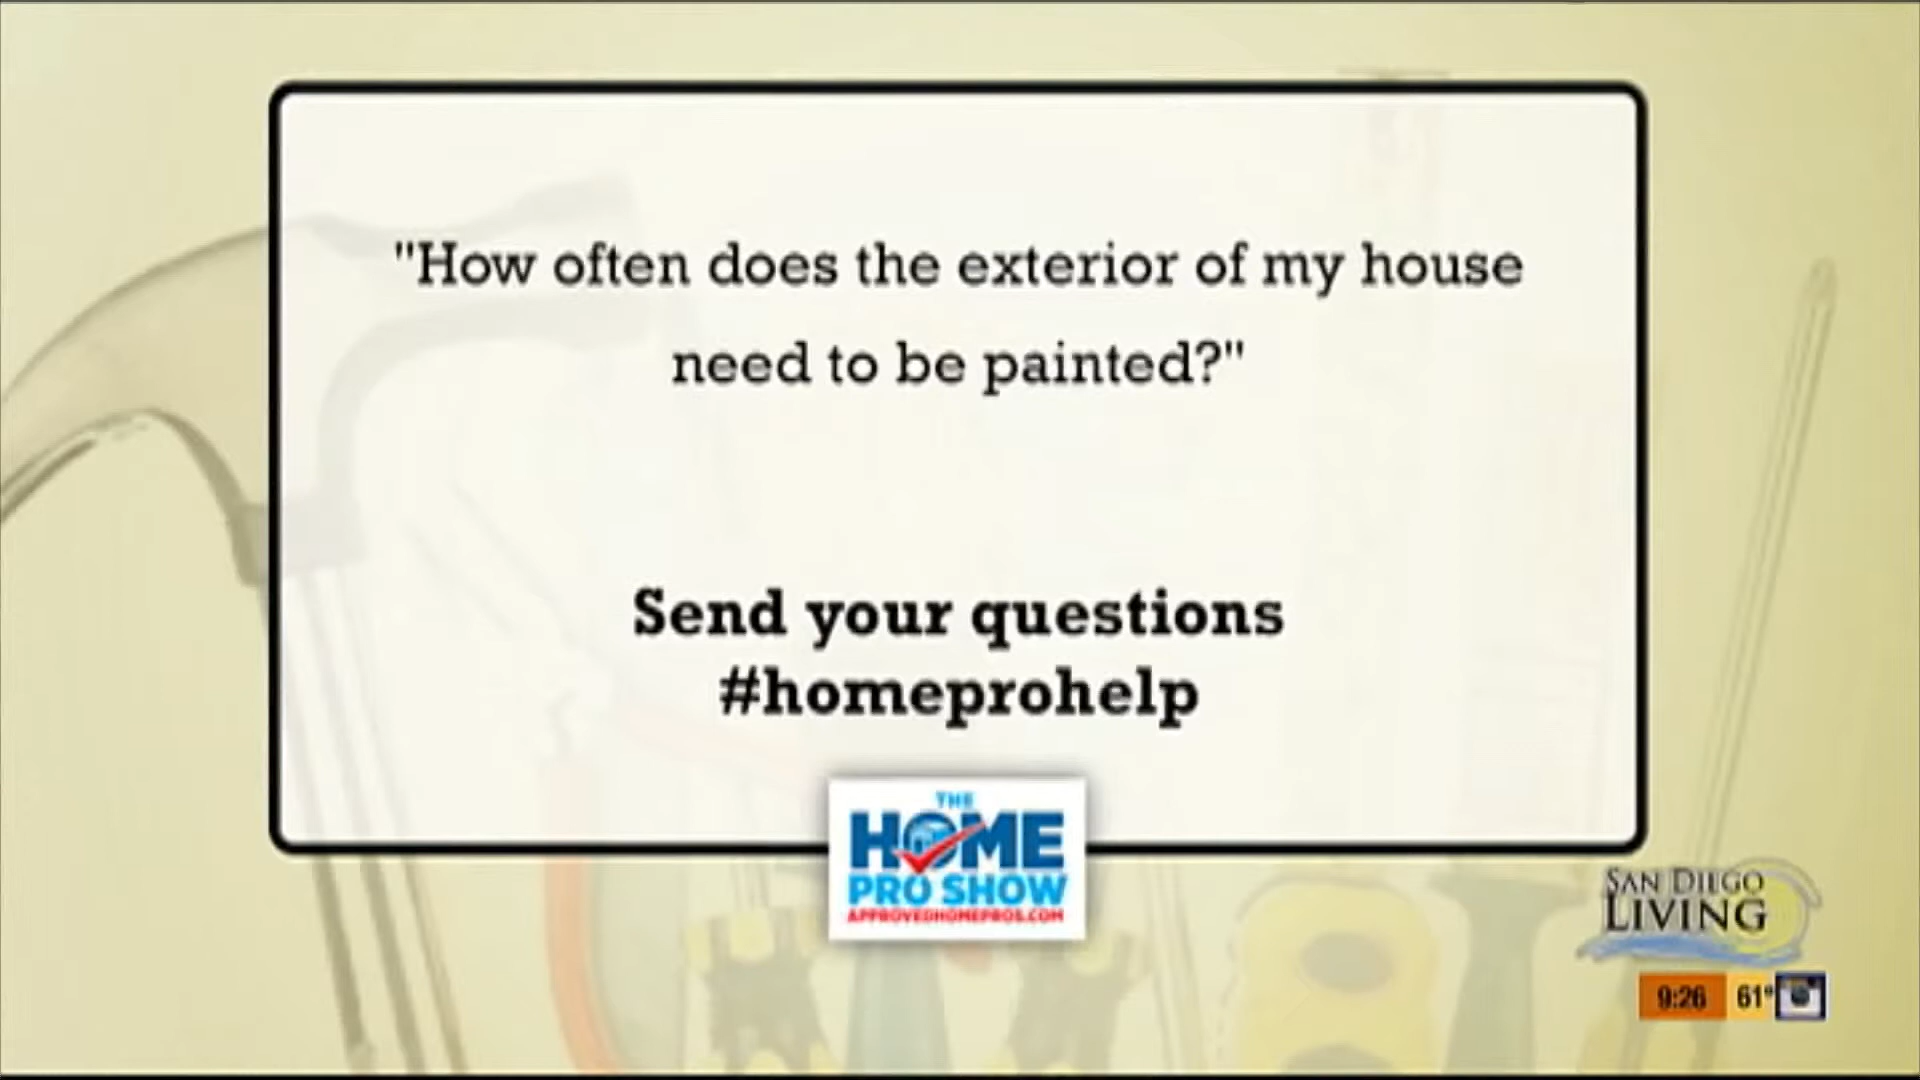 "How often does the exterior of my house
need to be painted?"
Send your questions
#homeprohelp
THE
HOME
PRO SHOW
APPROVEDHOMEPROS.COM
SAN DIEGO
LIVING
9:26 61°